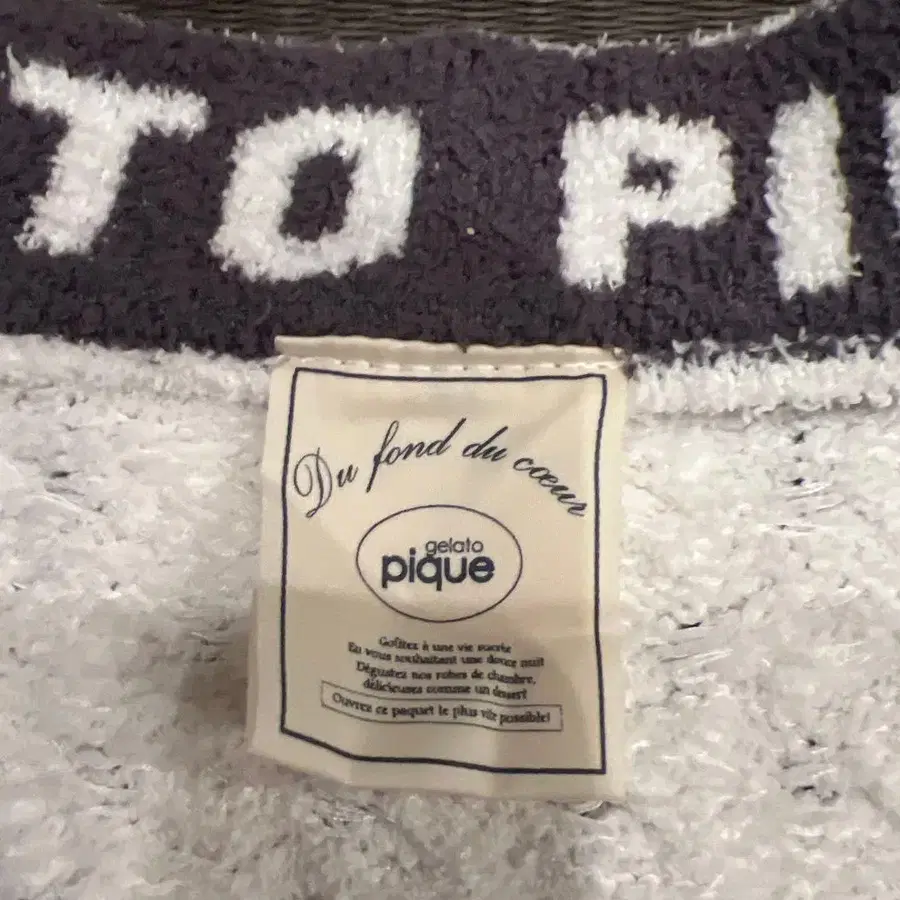 TO PI
Du fond du cœur
gelato
pique
Goûtez à une vie sucrée
En vous souhaitant une douce nuit
Dégustez nos robes de chambre,
délicieuses comme un dessert
Ouvrez ce paquet le plus vite possible!